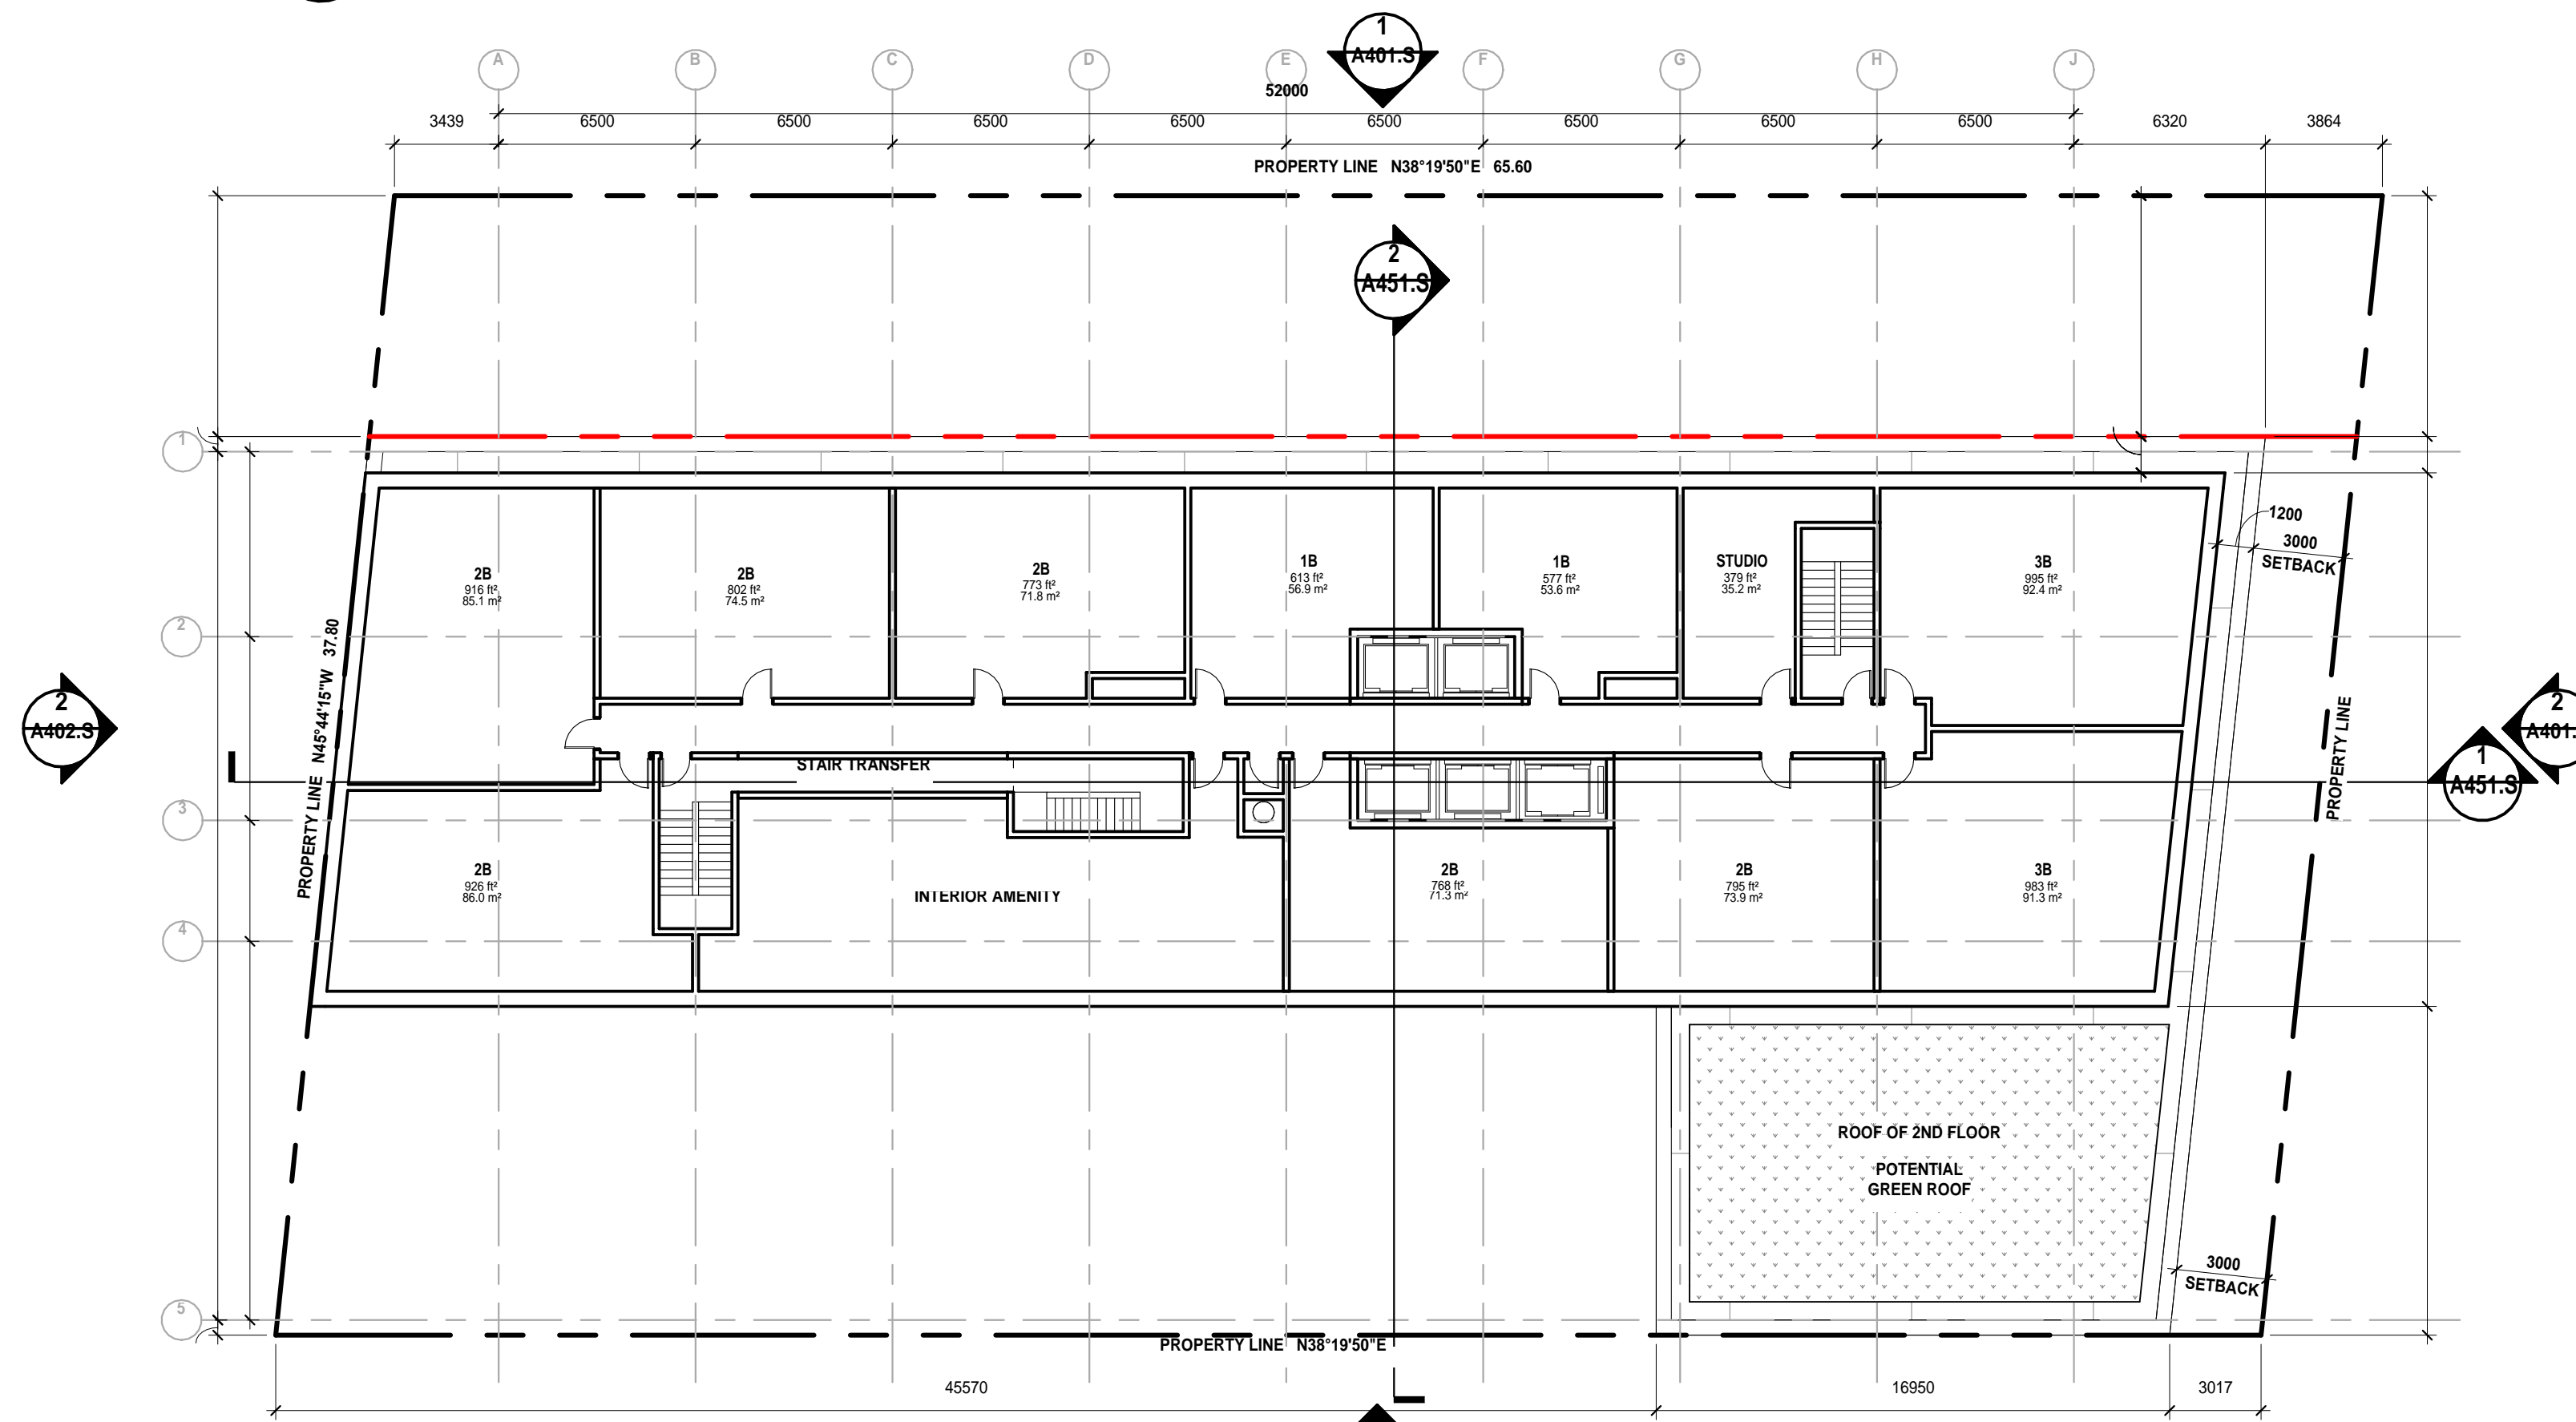 1
A401.S
A
B
C
D
E
F
G
H
J
52000
3439
6500
6500
6500
6500
6500
6500
6500
6500
6320
3864
PROPERTY LINE N38°19'50"E 65.60
2
A451.S
1
1200
3000
SETBACK
2B
916 ft²
85.1 m²
2B
802 ft²
74.5 m²
2B
773 ft²
71.8 m²
1B
613 ft²
56.9 m²
1B
577 ft²
53.6 m²
STUDIO
379 ft²
35.2 m²
3B
995 ft²
92.4 m²
2
PROPERTY LINE N45°44'15"W 37.80
2
A402.S
PROPERTY LINE
2
A401.
1
A451.S
STAIR TRANSFER
3
2B
926 ft²
86.0 m²
INTERIOR AMENITY
2B
768 ft²
71.3 m²
2B
795 ft²
73.9 m²
3B
983 ft²
91.3 m²
4
ROOF OF 2ND FLOOR
POTENTIAL
GREEN ROOF
3000
SETBACK
5
PROPERTY LINE N38°19'50"E
45570
16950
3017